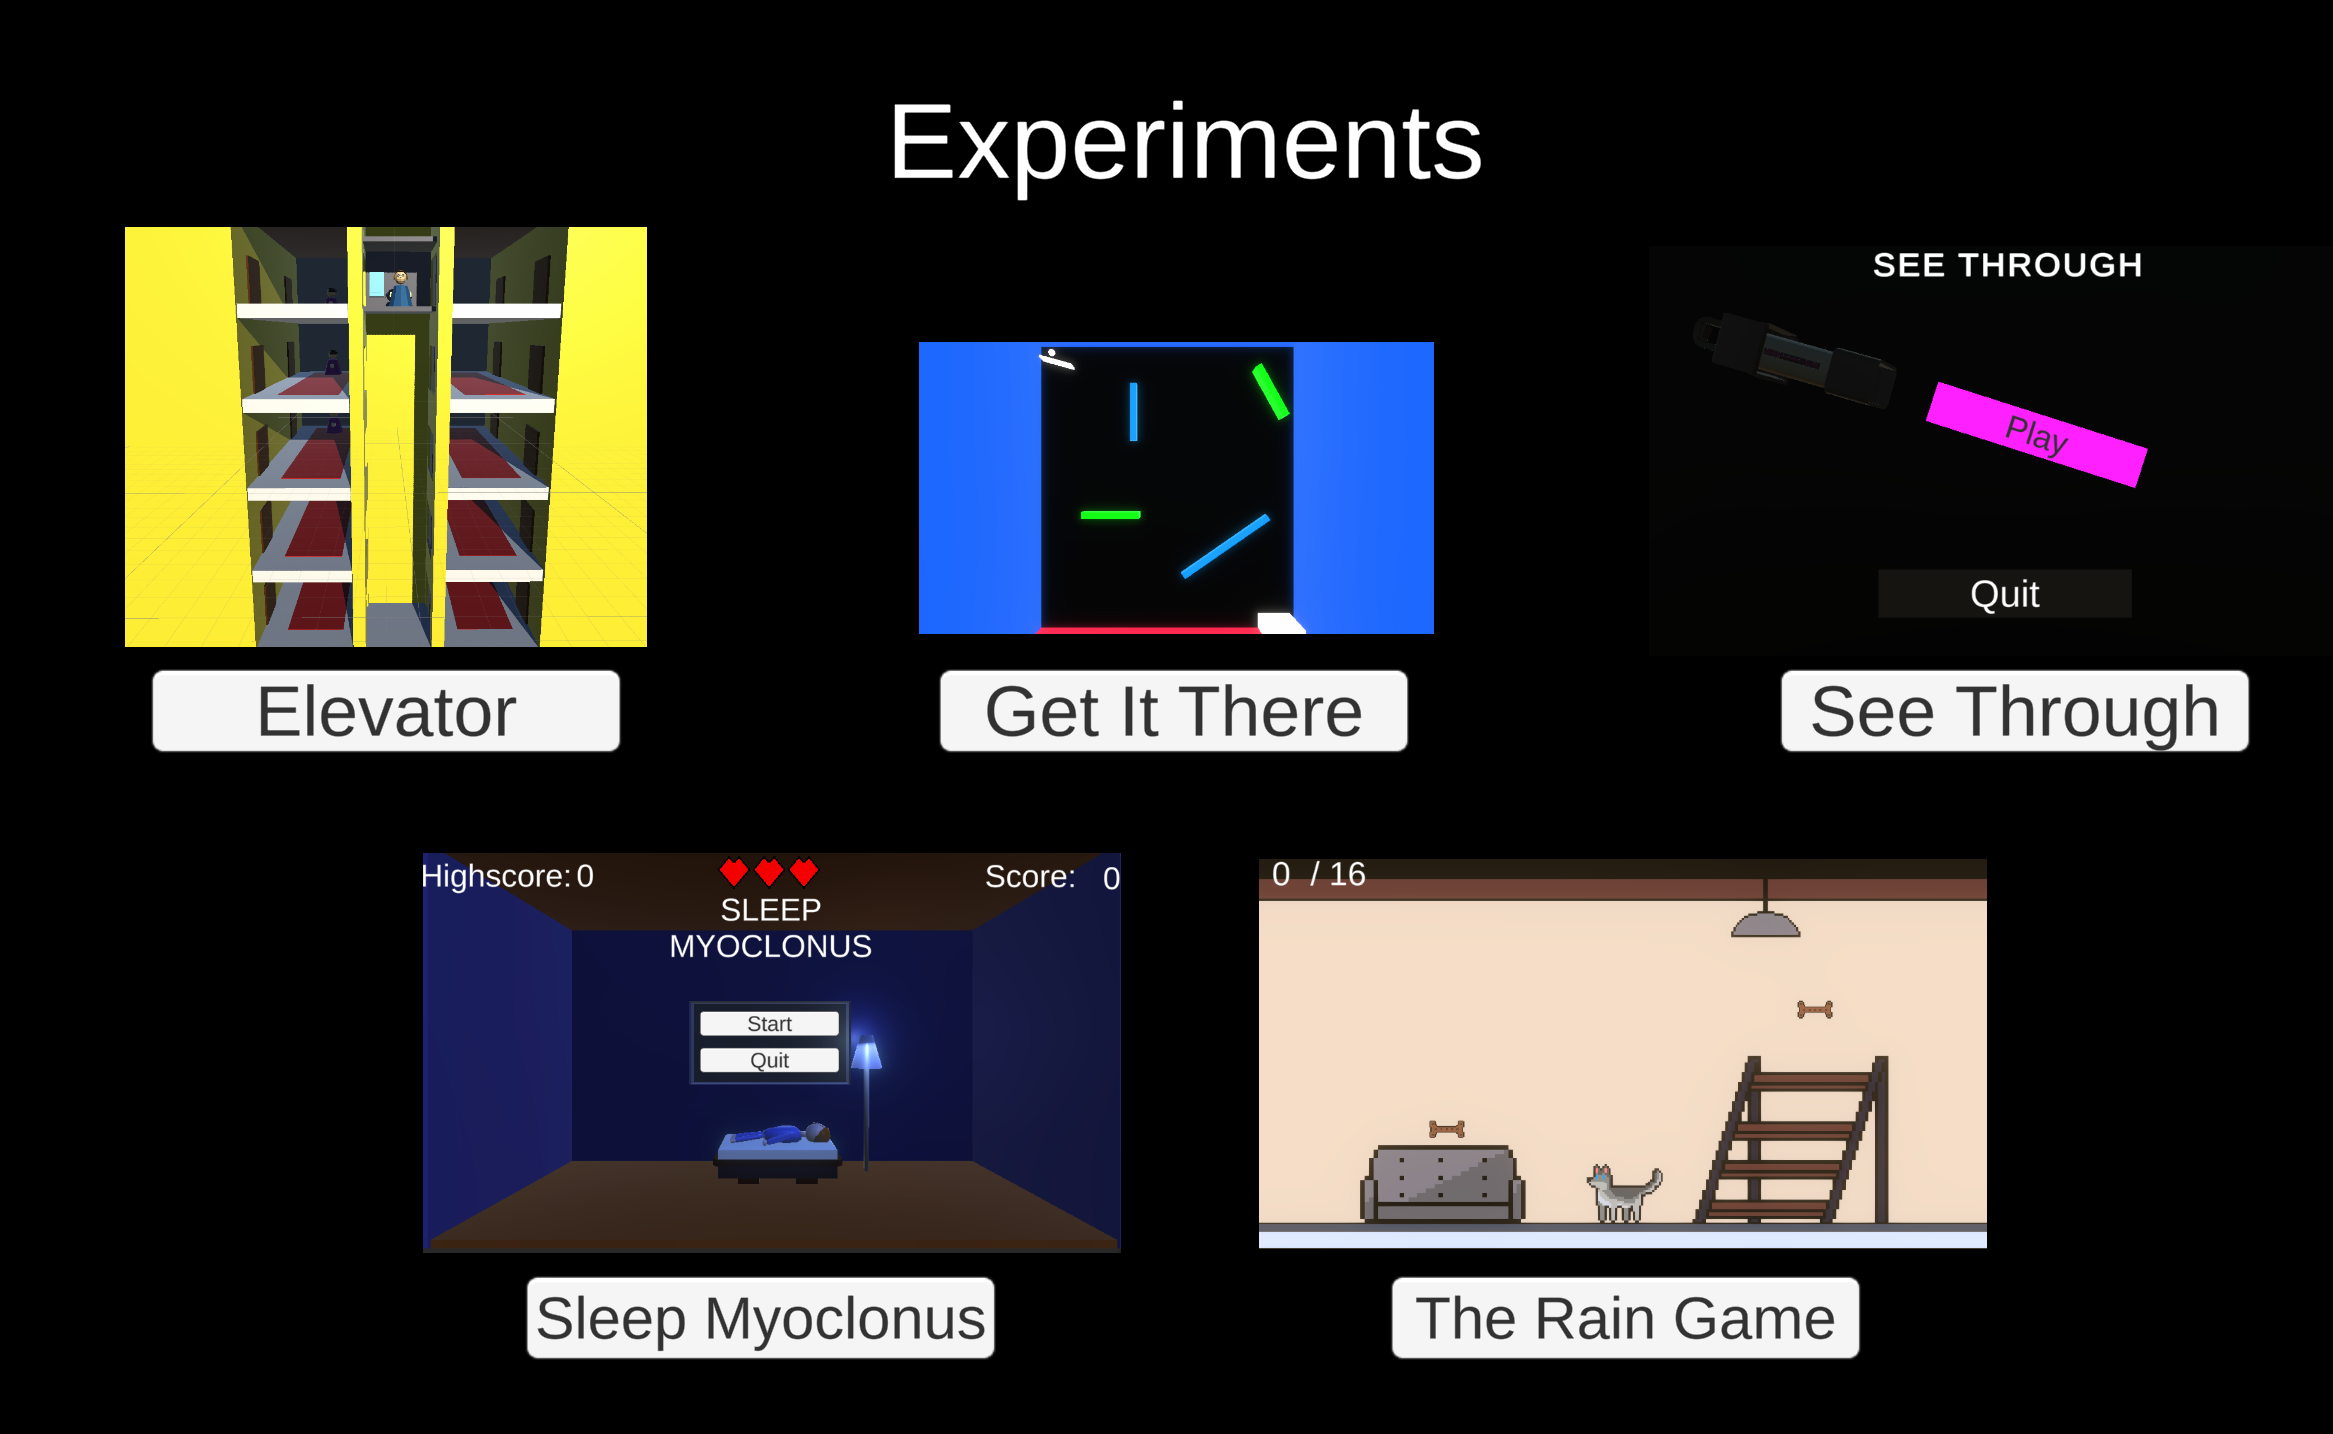 Experiments
SEE THROUGH
Play
Quit
Elevator
Get It There
See Through
Highscore: 0
Score: 0
SLEEP
MYOCLONUS
Start
Quit
0 / 16
Sleep Myoclonus
The Rain Game